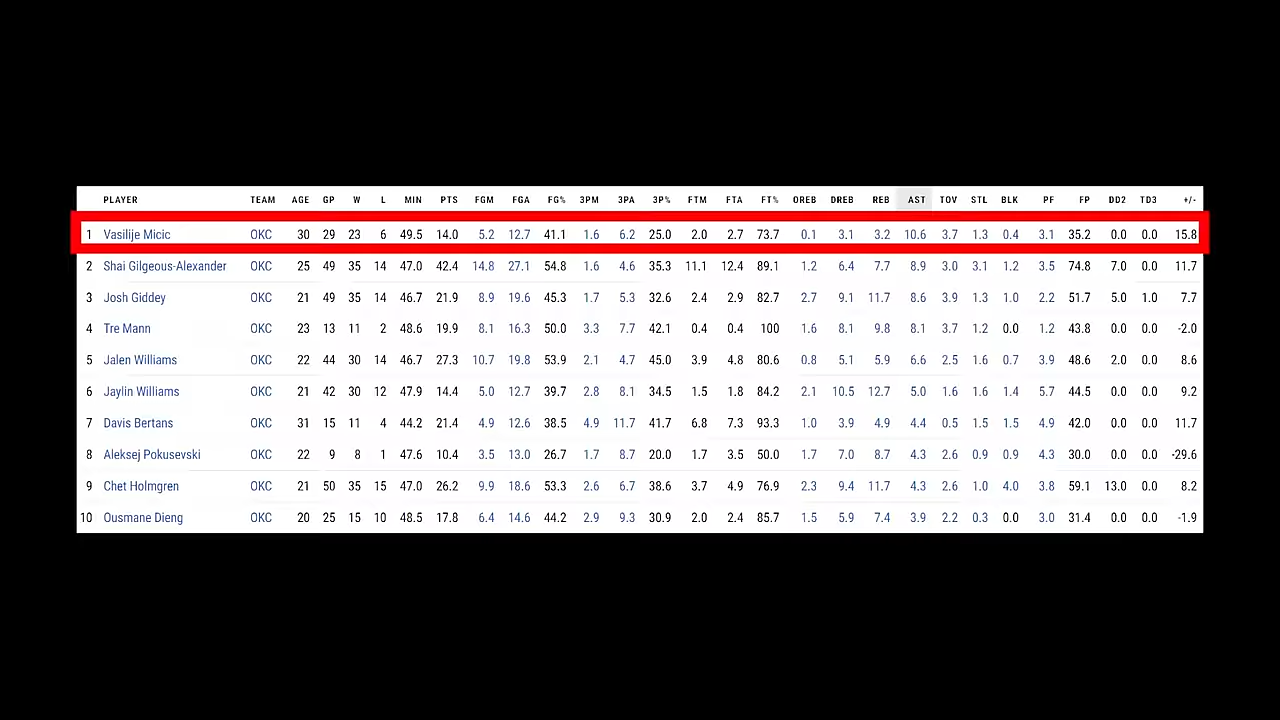 PLAYER TEAM AGE GP W L MIN PTS FGM FGA FG% 3PM 3PA 3P% FTM FTA FT% OREB DREB REB AST TOV STL BLK PF FP DD2 TD3 +/-
1 Vasilije Micic OKC 30 29 23 6 49.5 14.0 5.2 12.7 41.1 1.6 6.2 25.0 2.0 2.7 73.7 0.1 3.1 3.2 10.6 3.7 1.3 0.4 3.1 35.2 0.0 0.0 15.8
2 Shai Gilgeous-Alexander OKC 25 49 35 14 47.0 42.4 14.8 27.1 54.8 1.6 4.6 35.3 11.1 12.4 89.1 1.2 6.4 7.7 8.9 3.0 3.1 1.2 3.5 74.8 7.0 0.0 11.7
3 Josh Giddey OKC 21 49 35 14 46.7 21.9 8.9 19.6 45.3 1.7 5.3 32.6 2.4 2.9 82.7 2.7 9.1 11.7 8.6 3.9 1.3 1.0 2.2 51.7 5.0 1.0 7.7
4 Tre Mann OKC 23 13 11 2 48.6 19.9 8.1 16.3 50.0 3.3 7.7 42.1 0.4 0.4 100 1.6 8.1 9.8 8.1 3.7 1.2 0.0 1.2 43.8 0.0 0.0 -2.0
5 Jalen Williams OKC 22 44 30 14 46.7 27.3 10.7 19.8 53.9 2.1 4.7 45.0 3.9 4.8 80.6 0.8 5.1 5.9 6.6 2.5 1.6 0.7 3.9 48.6 2.0 0.0 8.6
6 Jaylin Williams OKC 21 42 30 12 47.9 14.4 5.0 12.7 39.7 2.8 8.1 34.5 1.5 1.8 84.2 2.1 10.5 12.7 5.0 1.6 1.6 1.4 5.7 44.5 0.0 0.0 9.2
7 Davis Bertans OKC 31 15 11 4 44.2 21.4 4.9 12.6 38.5 4.9 11.7 41.7 6.8 7.3 93.3 1.0 3.9 4.9 4.4 0.5 1.5 1.5 4.9 42.0 0.0 0.0 11.7
8 Aleksej Pokusevski OKC 22 9 8 1 47.6 10.4 3.5 13.0 26.7 1.7 8.7 20.0 1.7 3.5 50.0 1.7 7.0 8.7 4.3 2.6 0.9 0.9 4.3 30.0 0.0 0.0 -29.6
9 Chet Holmgren OKC 21 50 35 15 47.0 26.2 9.9 18.6 53.3 2.6 6.7 38.6 3.7 4.9 76.9 2.3 9.4 11.7 4.3 2.6 1.0 4.0 3.8 59.1 13.0 0.0 8.2
10 Ousmane Dieng OKC 20 25 15 10 48.5 17.8 6.4 14.6 44.2 2.9 9.3 30.9 2.0 2.4 85.7 1.5 5.9 7.4 3.9 2.2 0.3 0.0 3.0 31.4 0.0 0.0 -1.9